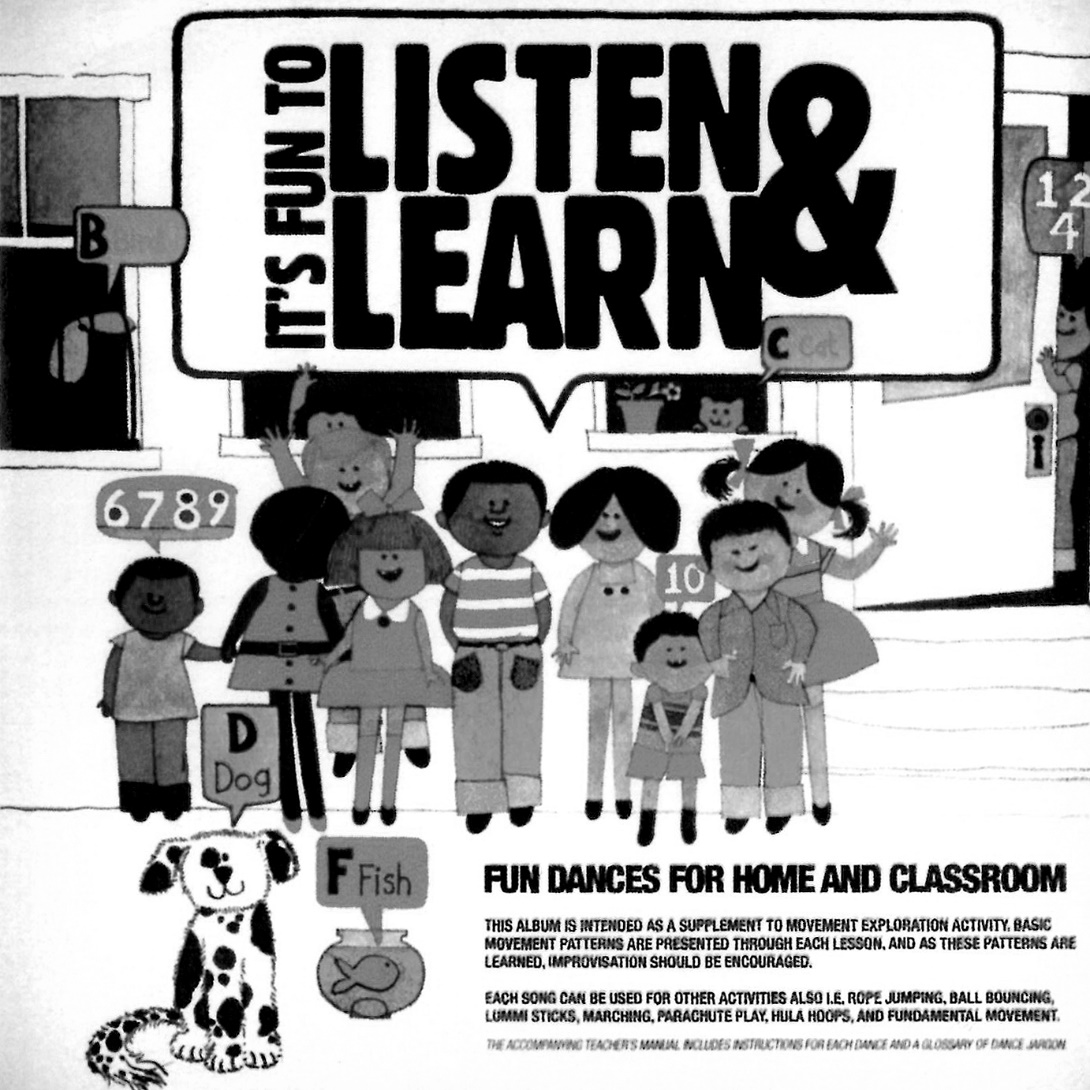 IT'S FUN TO
LISTEN &
LEARN
B Bird
1 2
4
C Cat
6789
10
D
Dog
F Fish
FUN DANCES FOR HOME AND CLASSROOM
THIS ALBUM IS INTENDED AS A SUPPLEMENT TO MOVEMENT EXPLORATION ACTIVITY. BASIC
MOVEMENT PATTERNS ARE PRESENTED THROUGH EACH LESSON, AND AS THESE PATTERNS ARE
LEARNED, IMPROVISATION SHOULD BE ENCOURAGED.
EACH SONG CAN BE USED FOR OTHER ACTIVITIES ALSO I.E. ROPE JUMPING, BALL BOUNCING,
LUMMI STICKS, MARCHING, PARACHUTE PLAY, HULA HOOPS, AND FUNDAMENTAL MOVEMENT.
THE ACCOMPANYING TEACHER'S MANUAL INCLUDES INSTRUCTIONS FOR EACH DANCE AND A GLOSSARY OF DANCE JARGON.